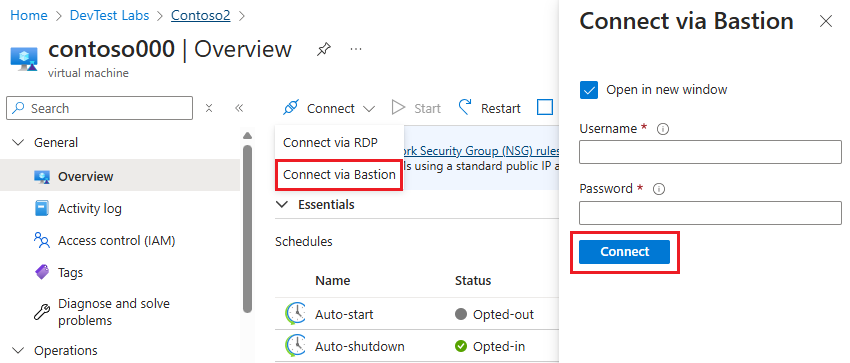 Home > DevTest Labs > Contoso2 >
contoso000 | Overview
virtual machine
Search
General
Overview
Activity log
Access control (IAM)
Tags
Diagnose and solve
problems
Operations
Connect
Start
Restart
Connect via RDP
Connect via Bastion
rk Security Group (NSG) rules
ls using a standard public IP a
Essentials
Schedules
Name Status
Auto-start Opted-out
Auto-shutdown Opted-in
Connect via Bastion
Open in new window
Username *
Password *
Connect